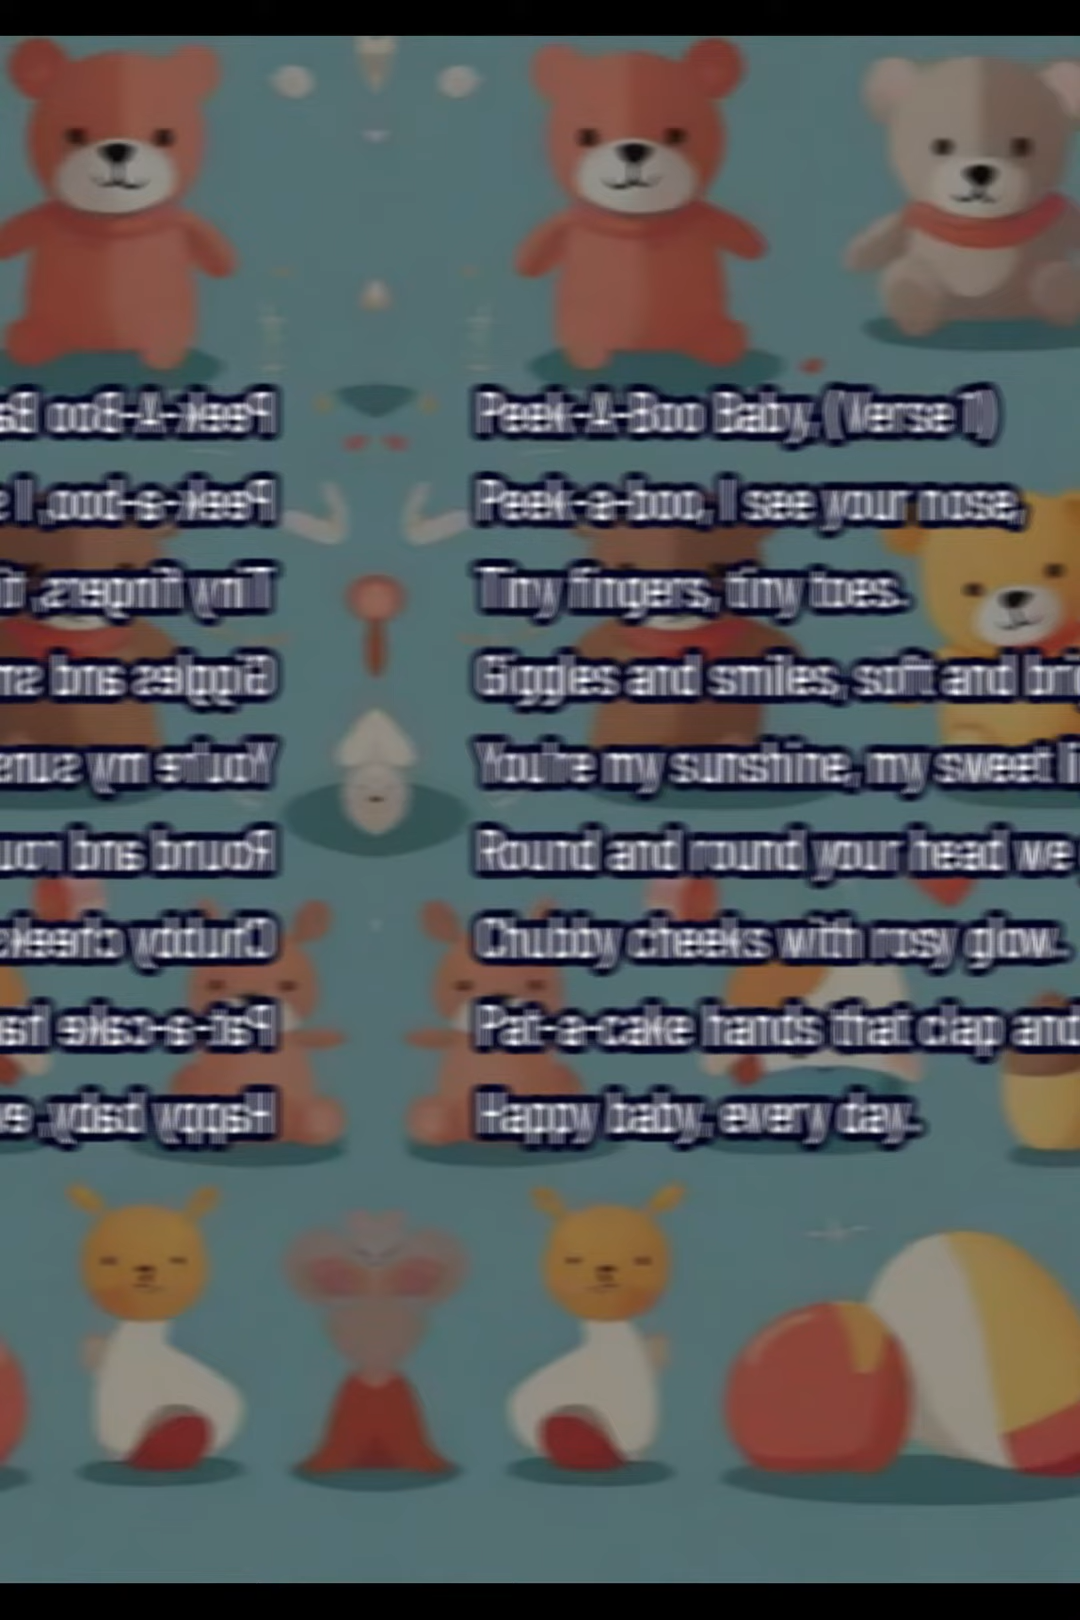 Peek-A-Boo Baby, (Verse 1)
Peek-a-boo, I see your nose,
Tiny fingers, tiny toes.
Giggles and smiles, soft and
You're my sunshine, my sweet
Round and round your head we
Chubby cheeks with rosy glow.
Pat-a-cake hands that clap and
Happy baby, every day.